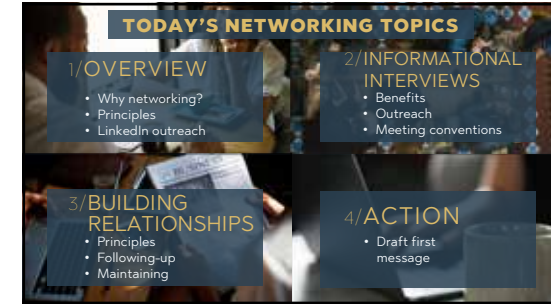 TODAY'S NETWORKING TOPICS
1/OVERVIEW
• Why networking?
• Principles
• LinkedIn outreach
2/INFORMATIONAL
INTERVIEWS
• Benefits
• Outreach
• Meeting conventions
3/BUILDING
RELATIONSHIPS
• Principles
• Following-up
• Maintaining
4/ACTION
• Draft first
message